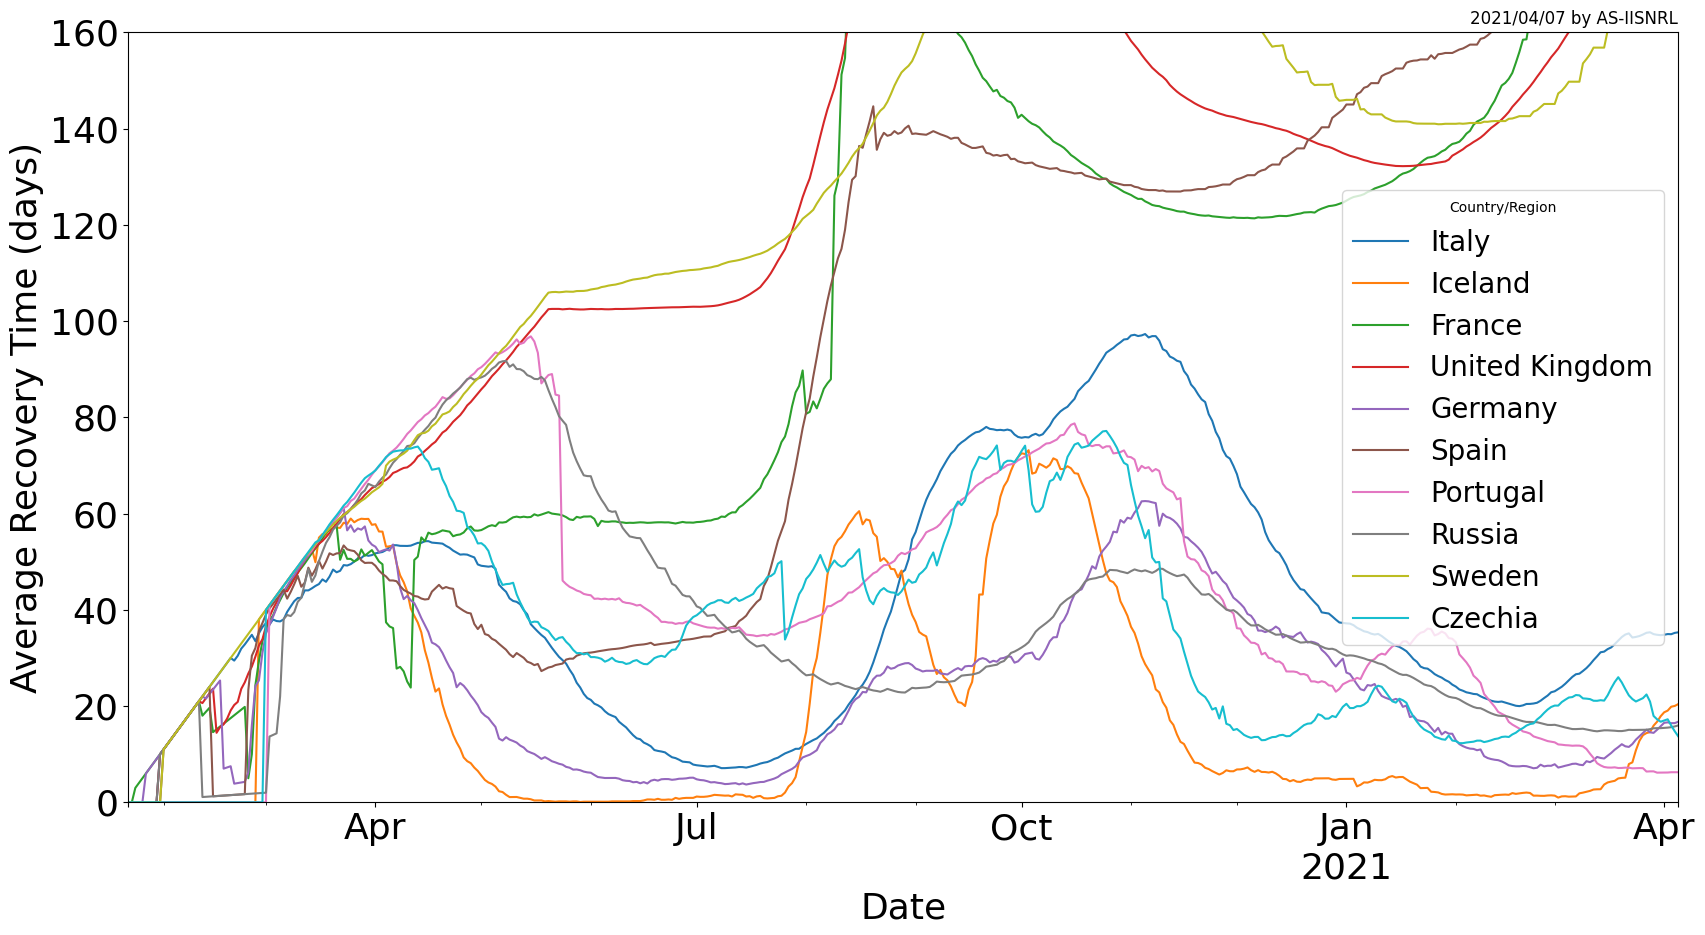 2021/04/07 by AS-IISNRL
160
140
120
100
80
60
40
20
0
Average Recovery Time (days)
Country/Region
Italy
Iceland
France
United Kingdom
Germany
Spain
Portugal
Russia
Sweden
Czechia
Apr
Jul
Oct
Jan
2021
Apr
Date